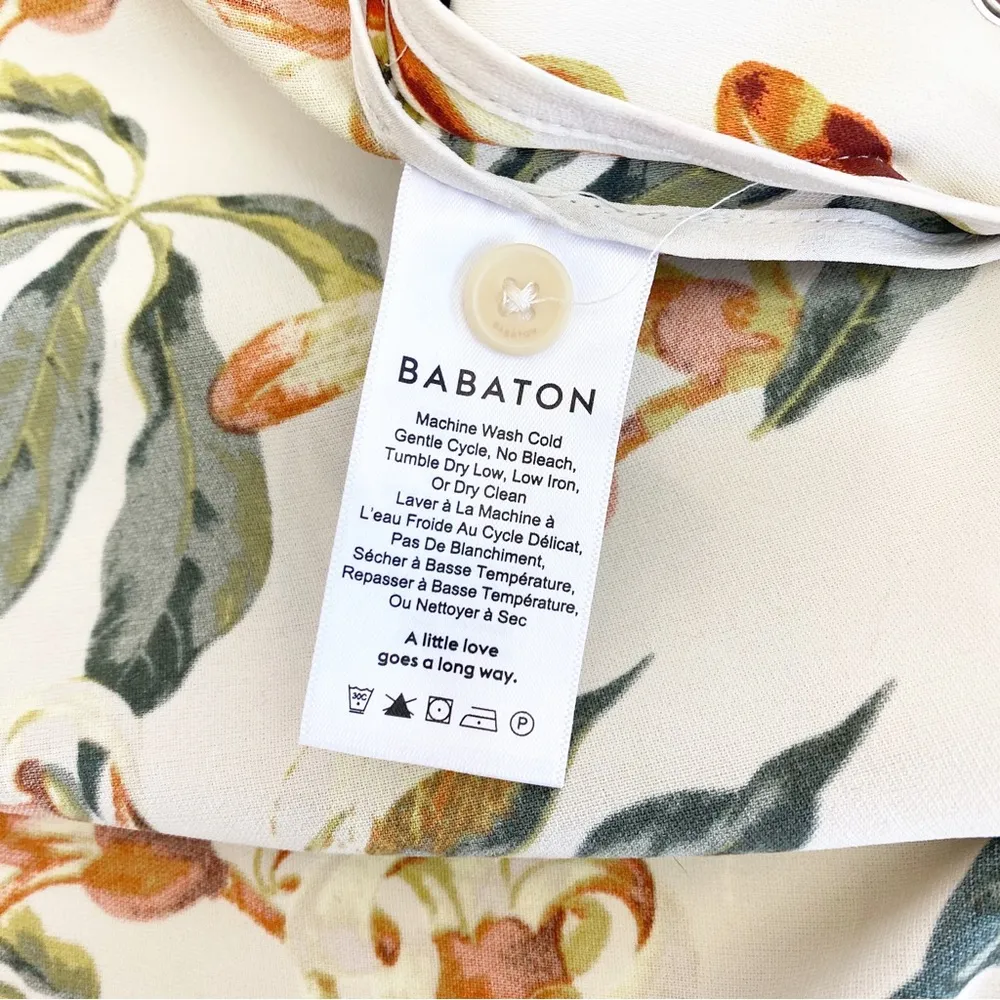 BABATON
BABATON
Machine Wash Cold
Gentle Cycle, No Bleach,
Tumble Dry Low, Low Iron,
Or Dry Clean
Laver à La Machine à
L'eau Froide Au Cycle Délicat,
Pas De Blanchiment,
Sécher à Basse Température,
Repasser à Basse Température,
Ou Nettoyer à Sec
A little love
goes a long way.
30C P